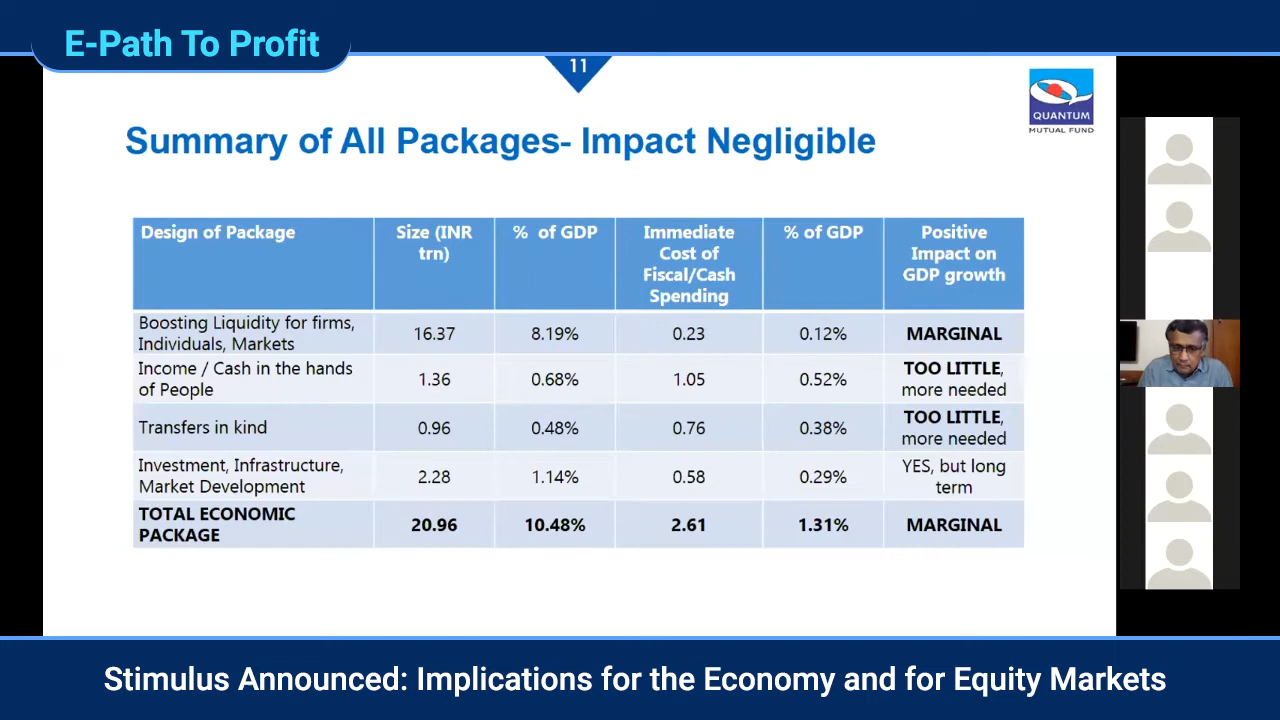 E-Path To Profit
11
QUANTUM
MUTUAL FUND
Summary of All Packages- Impact Negligible
Design of Package
Size (INR
trn)
% of GDP
Immediate
Cost of
Fiscal/Cash
Spending
% of GDP
Positive
Impact on
GDP growth
Boosting Liquidity for firms,
Individuals, Markets
16.37
8.19%
0.23
0.12%
MARGINAL
Income / Cash in the hands
of People
1.36
0.68%
1.05
0.52%
TOO LITTLE,
more needed
Transfers in kind
0.96
0.48%
0.76
0.38%
TOO LITTLE,
more needed
Investment, Infrastructure,
Market Development
2.28
1.14%
0.58
0.29%
YES, but long
term
TOTAL ECONOMIC
PACKAGE
20.96
10.48%
2.61
1.31%
MARGINAL
Stimulus Announced: Implications for the Economy and for Equity Markets